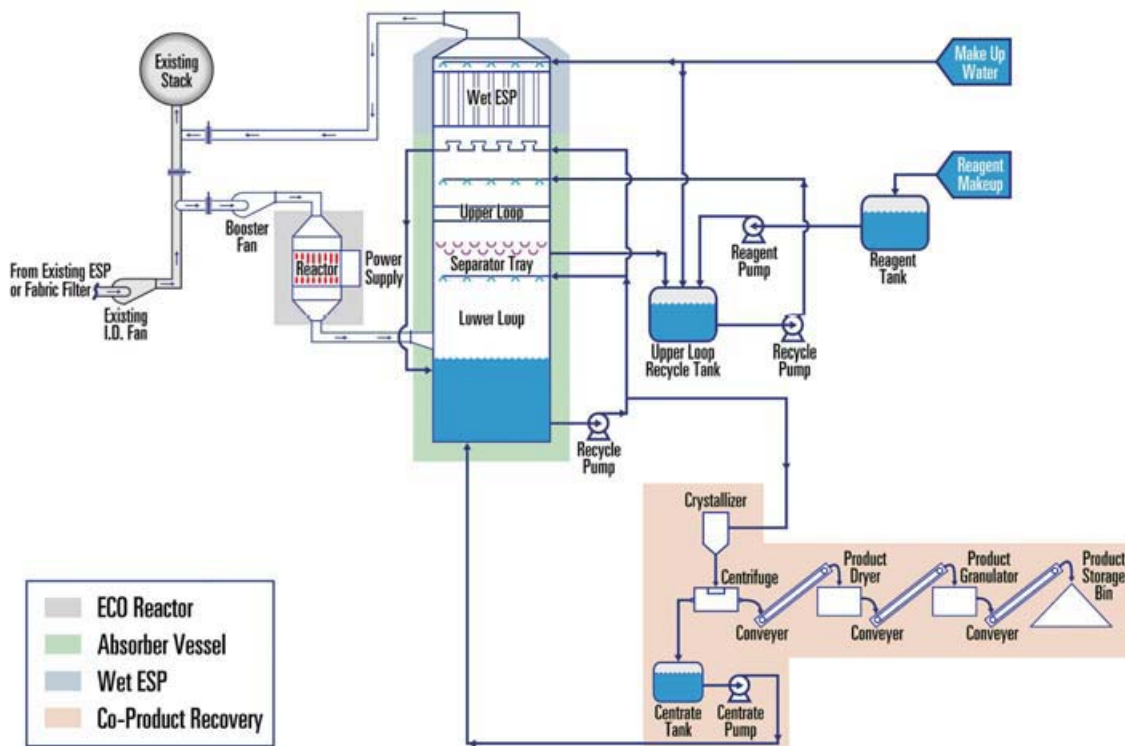 Existing
Stack
Make Up
Water
Wet ESP
Reagent
Makeup
Upper Loop
Booster
Fan
Reagent
Pump
Reagent
Tank
Reactor
Power
Supply
Separator Tray
From Existing ESP
or Fabric Filter
Existing
I.D. Fan
Lower Loop
Upper Loop
Recycle Tank
Recycle
Pump
Recycle
Pump
Crystallizer
Centrifuge
Product
Dryer
Product
Granulator
Product
Storage
Bin
Conveyer
Conveyer
Conveyer
Centrate
Tank
Centrate
Pump
ECO Reactor
Absorber Vessel
Wet ESP
Co-Product Recovery